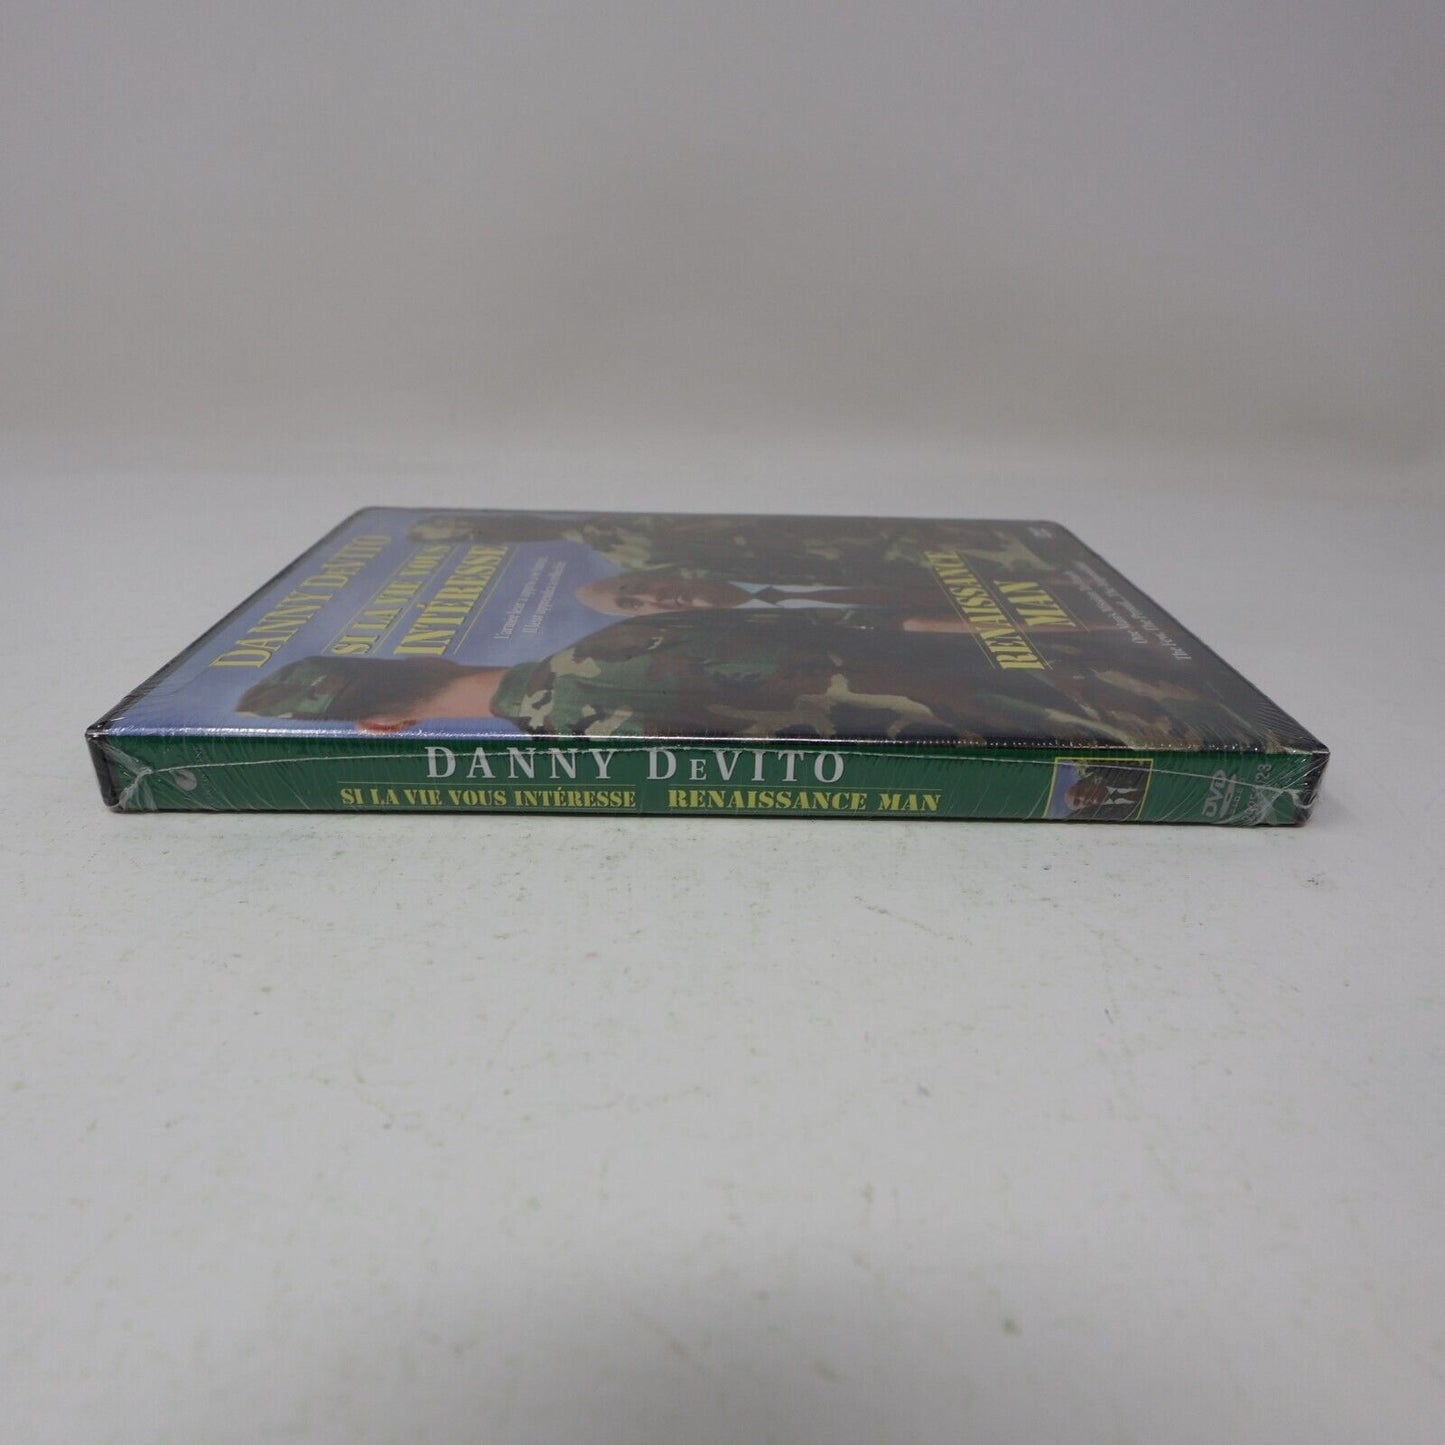 DANNY DEVITO
SI LA VIE VOUS
INTÉRESSE
RENAISSANCE
MAN
DANNY DEVITO
SI LA VIE VOUS INTÉRESSE RENAISSANCE MAN
DVD